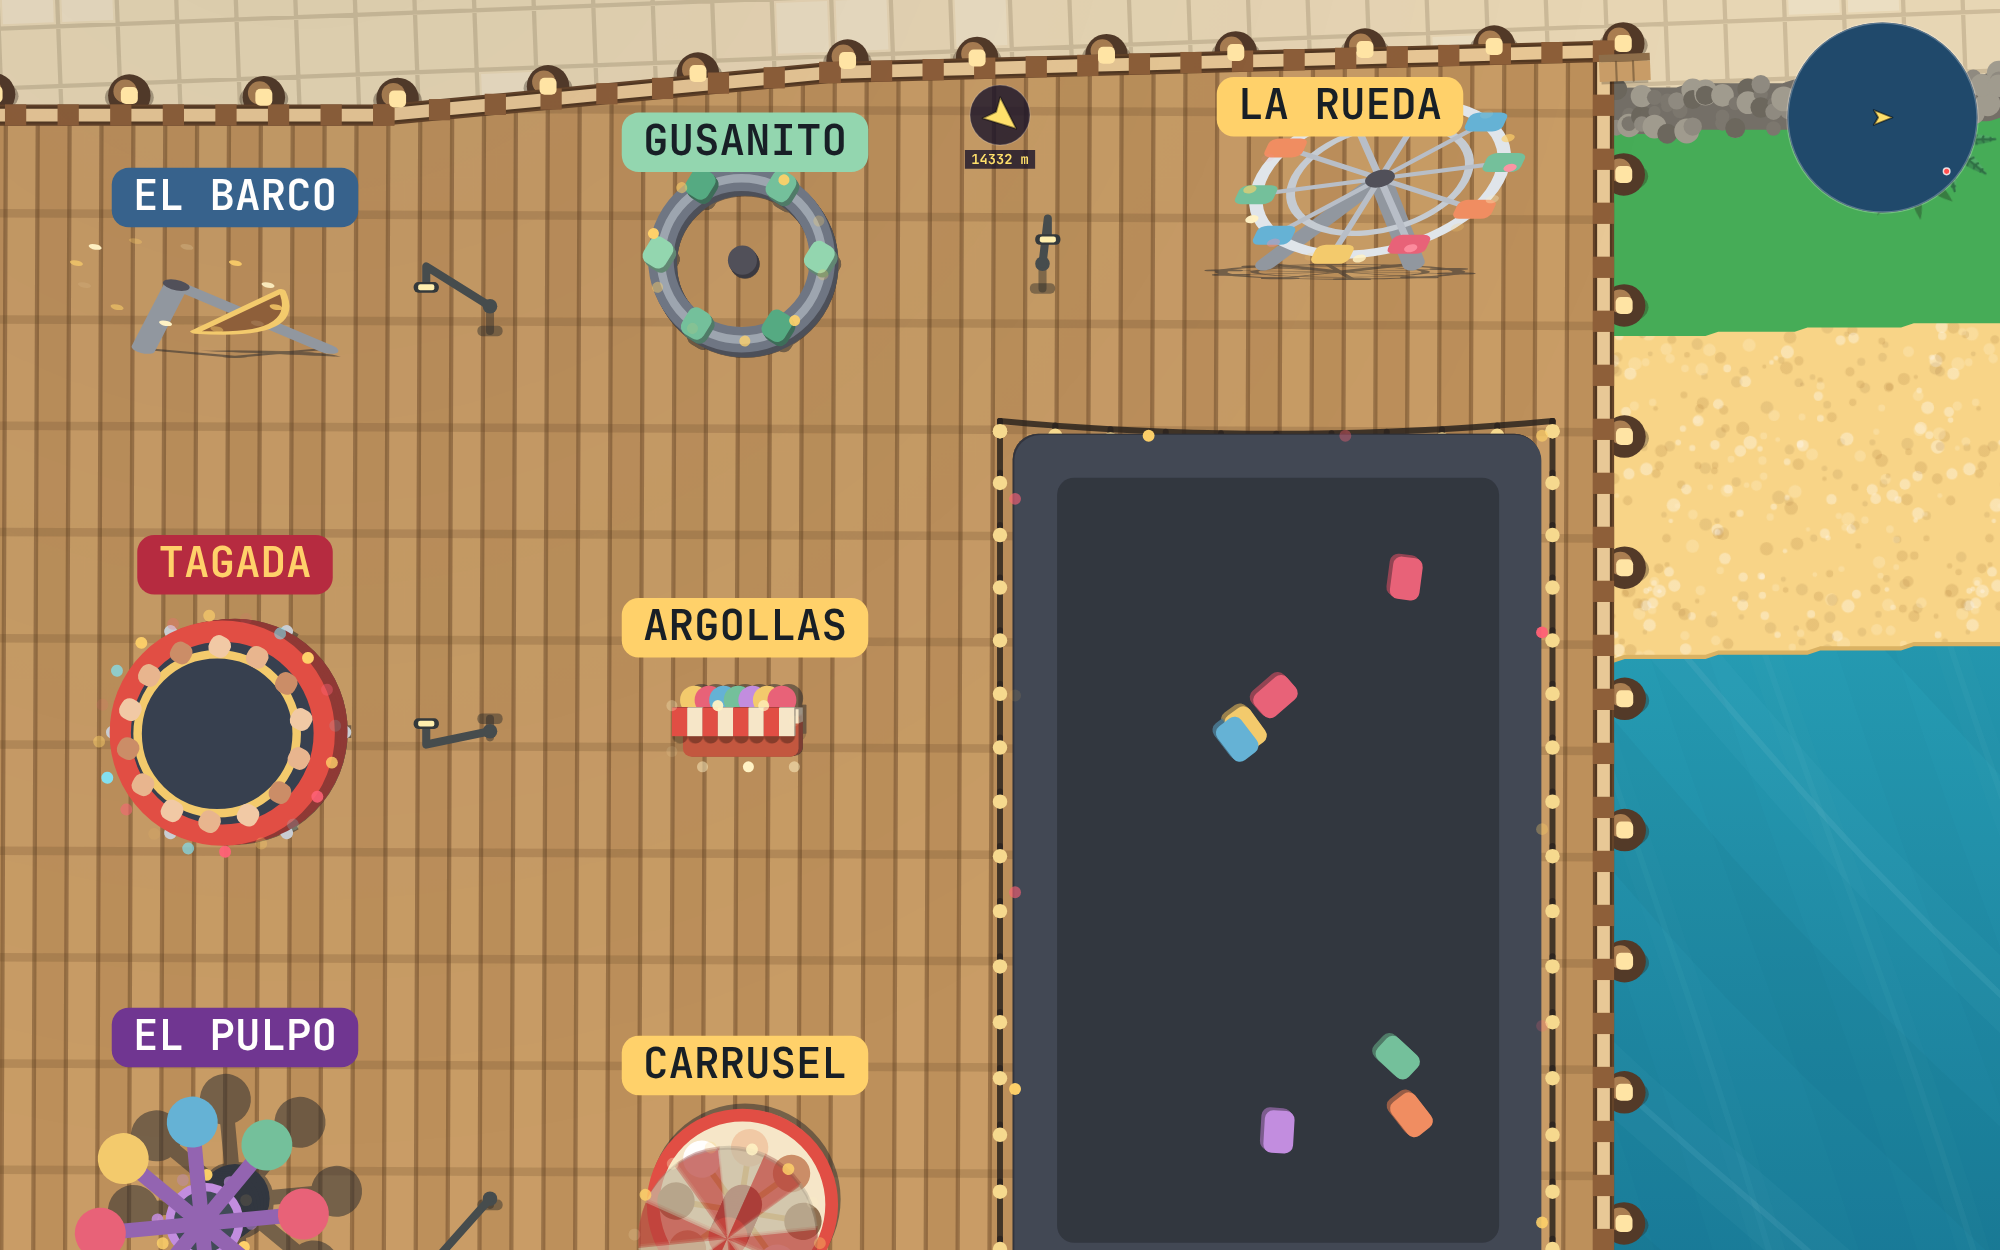 LA RUEDA
GUSANITO
14332 m
EL BARCO
TAGADA
ARGOLLAS
EL PULPO
CARRUSEL